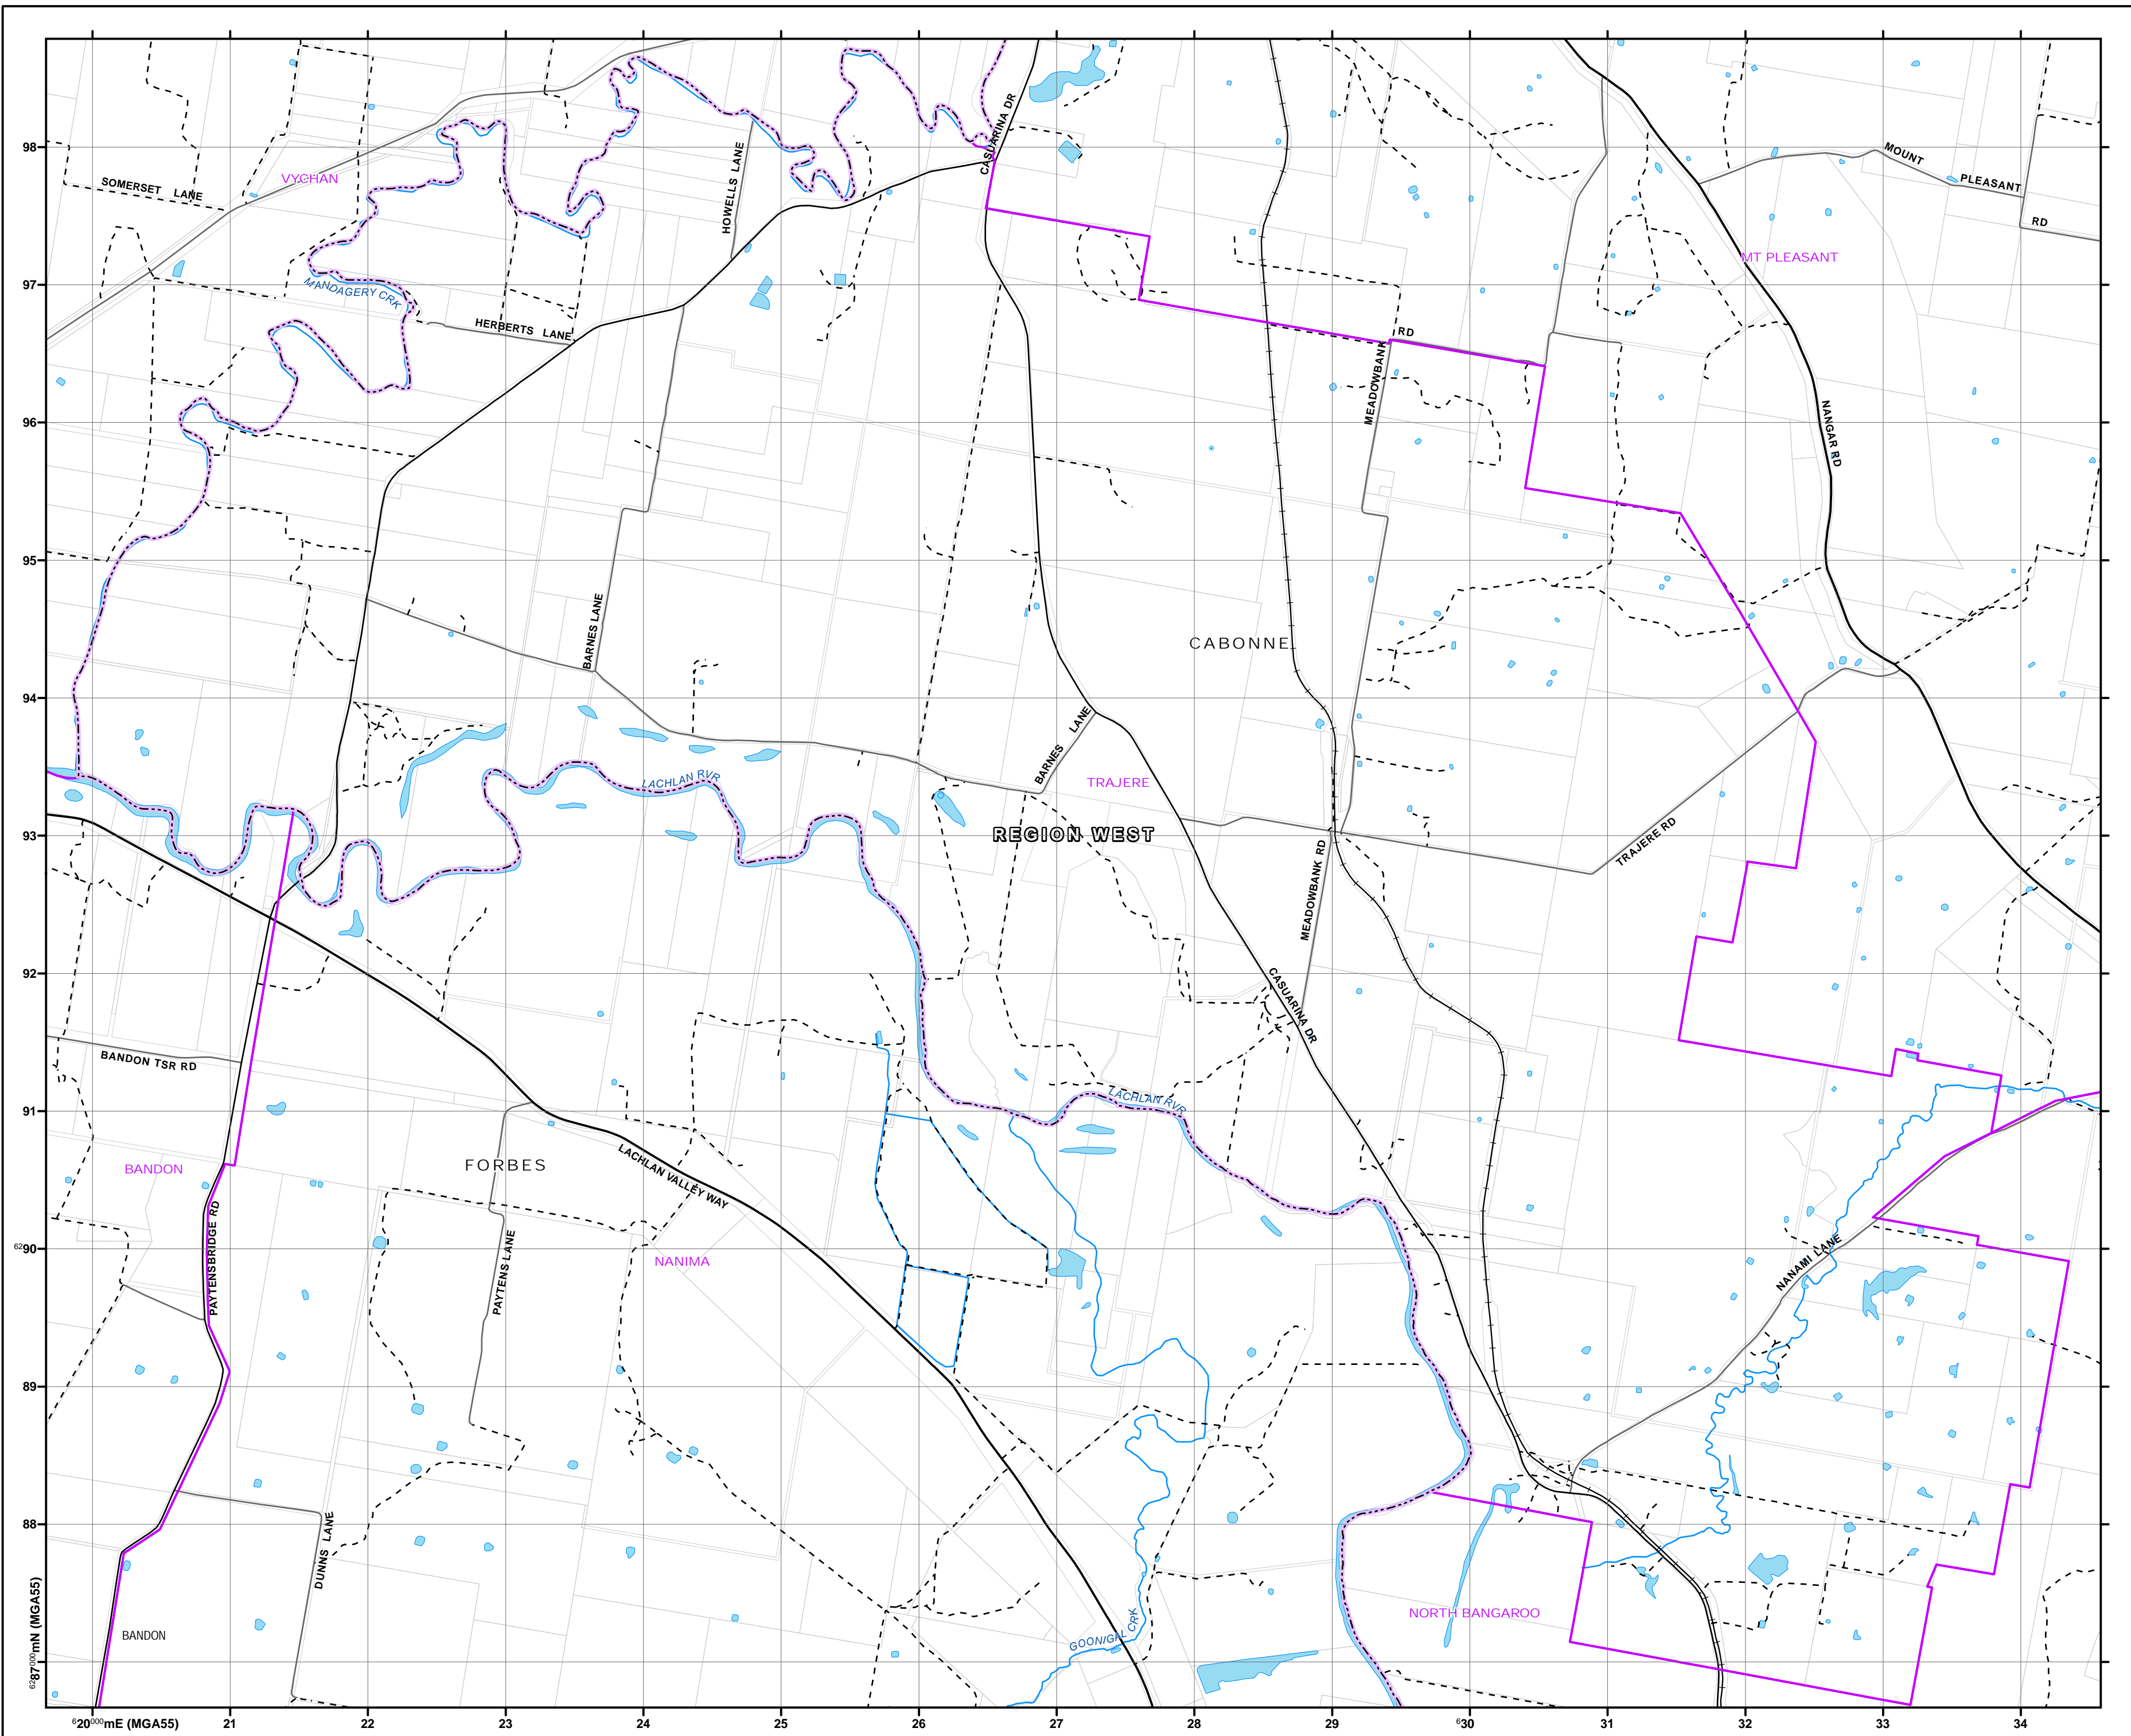 98
CASUARINA DR
MOUNT
PLEASANT
RD
SOMERSET LANE
VYCHAN
HOWELLS LANE
MT PLEASANT
97
MANDAGERY CRK
HERBERTS LANE
RD
MEADOWBANK
96
NANGAR RD
95
BARNES LANE
CABONNE
94
BARNES LANE
LACHLAN RVR
TRAJERE
93
REGION WEST
TRAJERE RD
MEADOWBANK RD
92
CASUARINA DR
BANDON TSR RD
91
LACHLAN RVR
BANDON
FORBES
LACHLAN VALLEY WAY
PAYTENSBRIDGE RD
PAYTENS LANE
6290
NANIMA
NANAMI LANE
89
88
DUNNS LANE
NORTH BANGAROO
BANDON
GOONIGAL CRK
6287000mN (MGA55)
620000mE (MGA55)
21
22
23
24
25
26
27
28
29
630
31
32
33
34